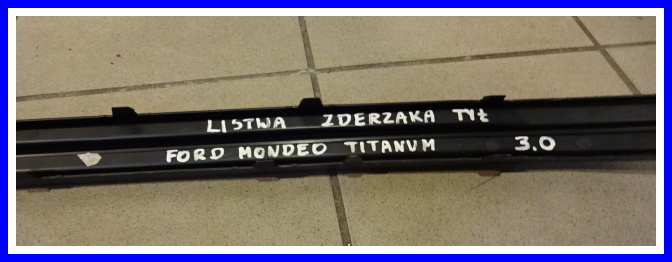 LISTWA ZDERZAKA TYŁ
FORD MONDEO TITANUM 3.0